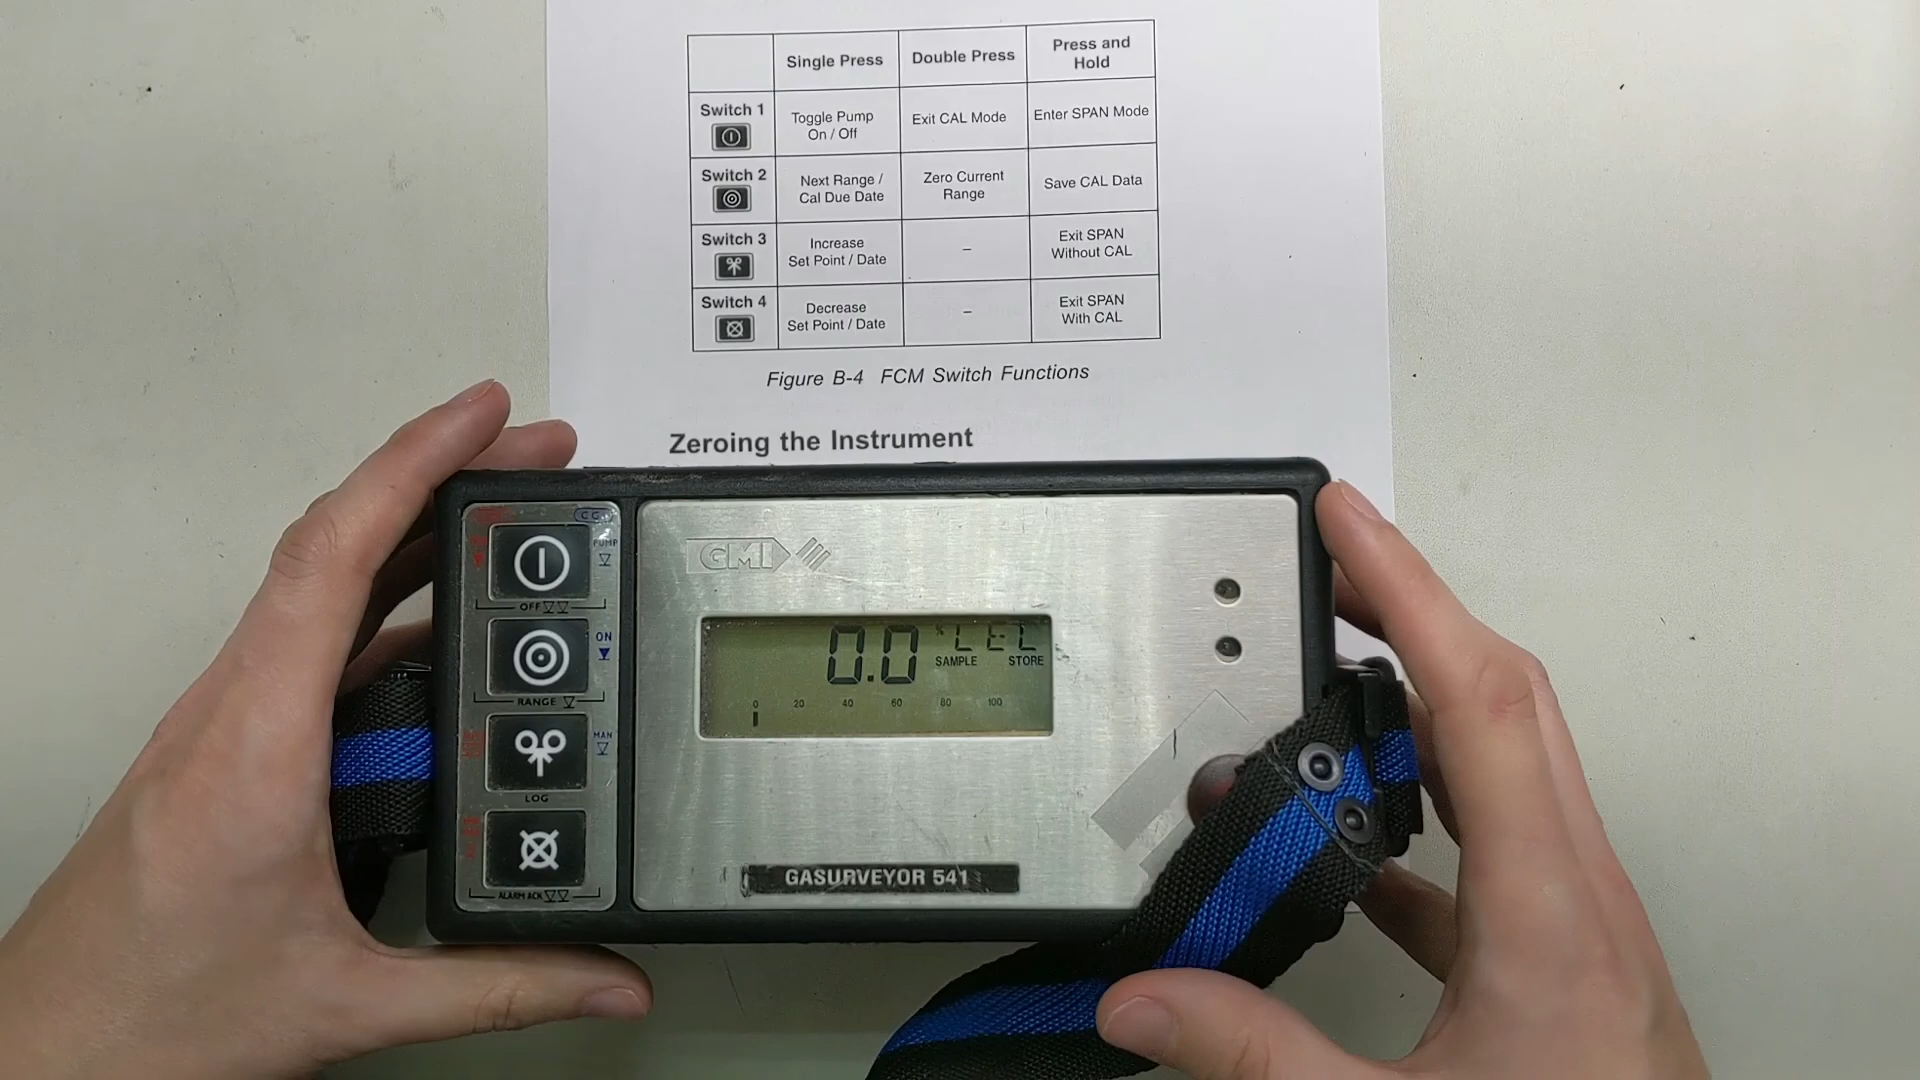 Single Press Double Press Press and
Hold
Switch 1 Toggle Pump
On / Off Exit CAL Mode Enter SPAN Mode
Switch 2 Next Range /
Cal Due Date Zero Current
Range Save CAL Data
Switch 3 Increase
Set Point / Date – Exit SPAN
Without CAL
Switch 4 Decrease
Set Point / Date – Exit SPAN
With CAL
Figure B-4 FCM Switch Functions
Zeroing the Instrument
PUMP
OFF
ON
RANGE
MAN
LOG
ALARM ACK
GMI
0.0 % LEL
SAMPLE STORE
0 20 40 60 80 100
GASURVEYOR 541